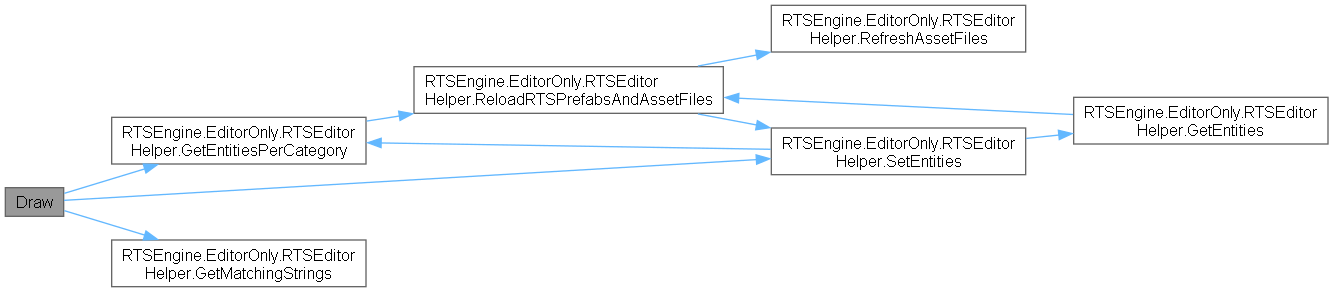 RTSEngine.EditorOnly.RTSEditor
Helper.RefreshAssetFiles
RTSEngine.EditorOnly.RTSEditor
Helper.ReloadRTSPrefabsAndAssetFiles
RTSEngine.EditorOnly.RTSEditor
Helper.GetEntities
RTSEngine.EditorOnly.RTSEditor
Helper.GetEntitiesPerCategory
RTSEngine.EditorOnly.RTSEditor
Helper.SetEntities
Draw
RTSEngine.EditorOnly.RTSEditor
Helper.GetMatchingStrings